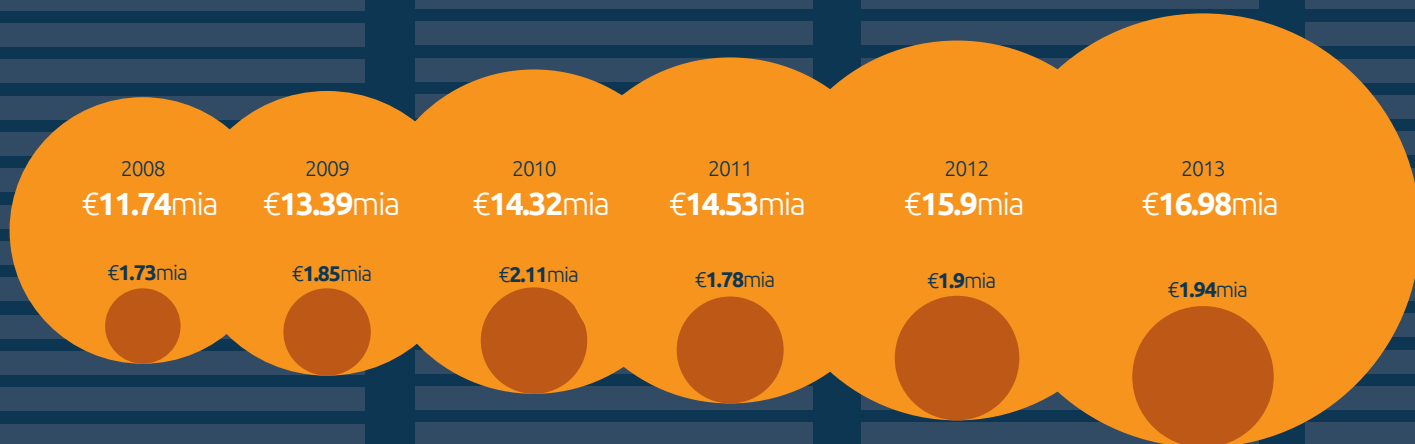 2008
€11.74mia
€1.73mia
2009
€13.39mia
€1.85mia
2010
€14.32mia
€2.11mia
2011
€14.53mia
€1.78mia
2012
€15.9mia
€1.9mia
2013
€16.98mia
€1.94mia